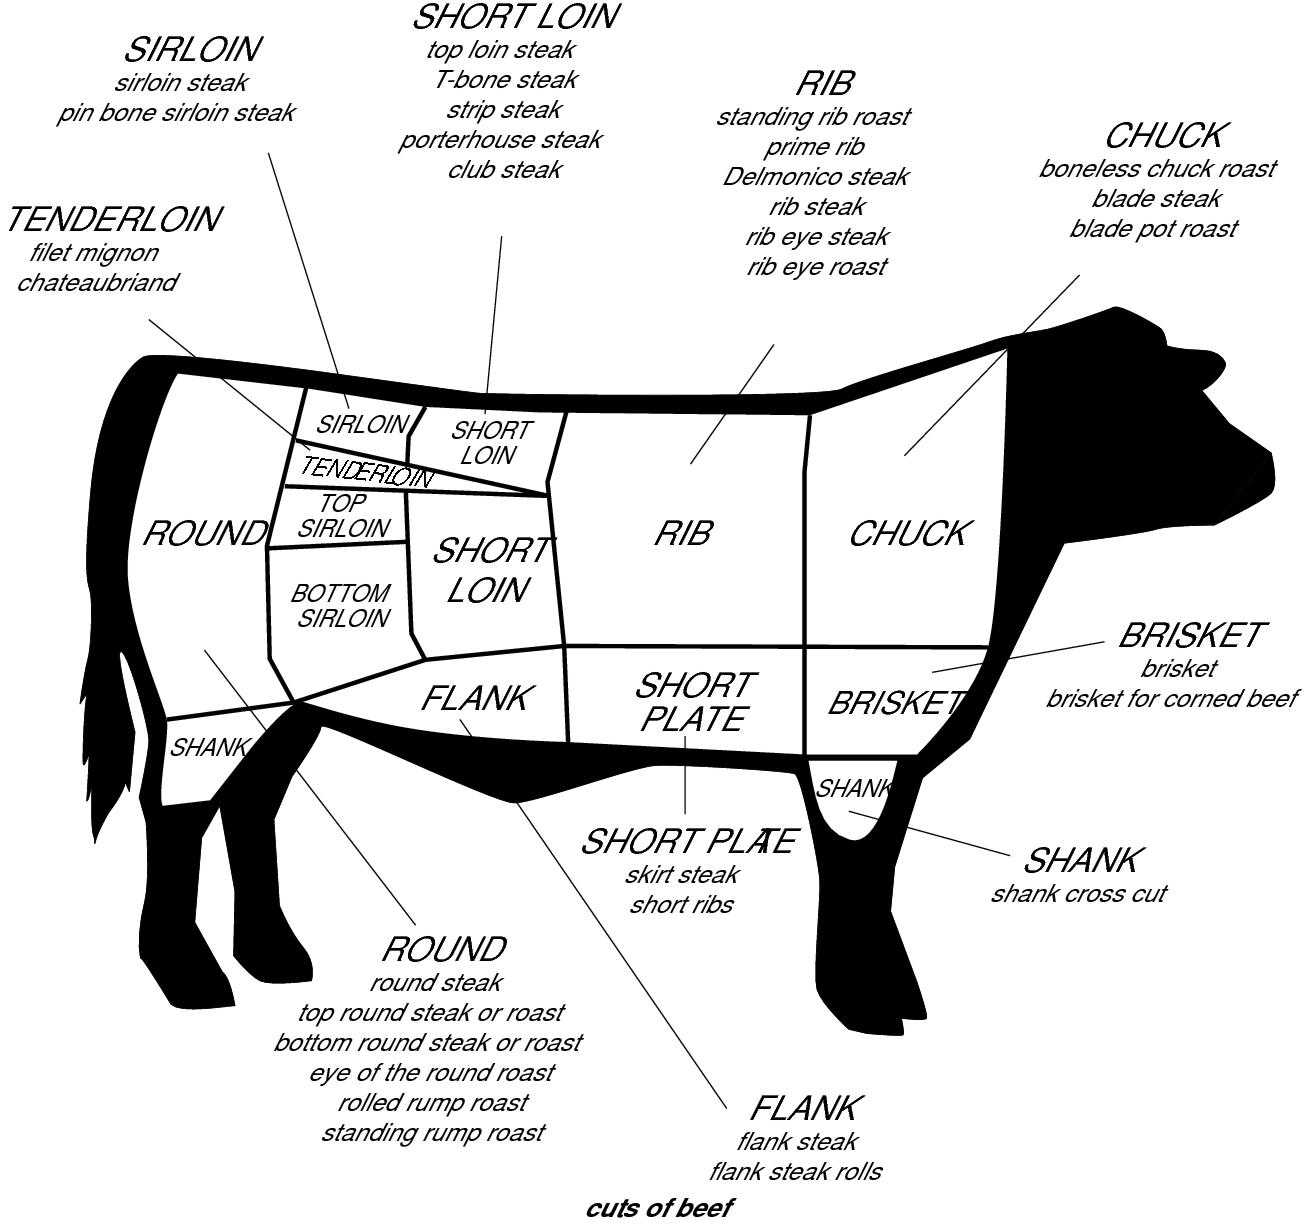 SHORT LOIN
top loin steak
T-bone steak
strip steak
porterhouse steak
club steak
SIRLOIN
sirloin steak
pin bone sirloin steak
RIB
standing rib roast
prime rib
Delmonico steak
rib steak
rib eye steak
rib eye roast
CHUCK
boneless chuck roast
blade steak
blade pot roast
TENDERLOIN
filet mignon
chateaubriand
SIRLOIN
SHORT
LOIN
TENDERLOIN
TOP
SIRLOIN
ROUND
SHORT
LOIN
RIB
CHUCK
BOTTOM
SIRLOIN
FLANK
SHORT
PLATE
BRISKET
SHANK
SHANK
BRISKET
brisket
brisket for corned beef
SHORT PLATE
skirt steak
short ribs
SHANK
shank cross cut
ROUND
round steak
top round steak or roast
bottom round steak or roast
eye of the round roast
rolled rump roast
standing rump roast
FLANK
flank steak
flank steak rolls
cuts of beef